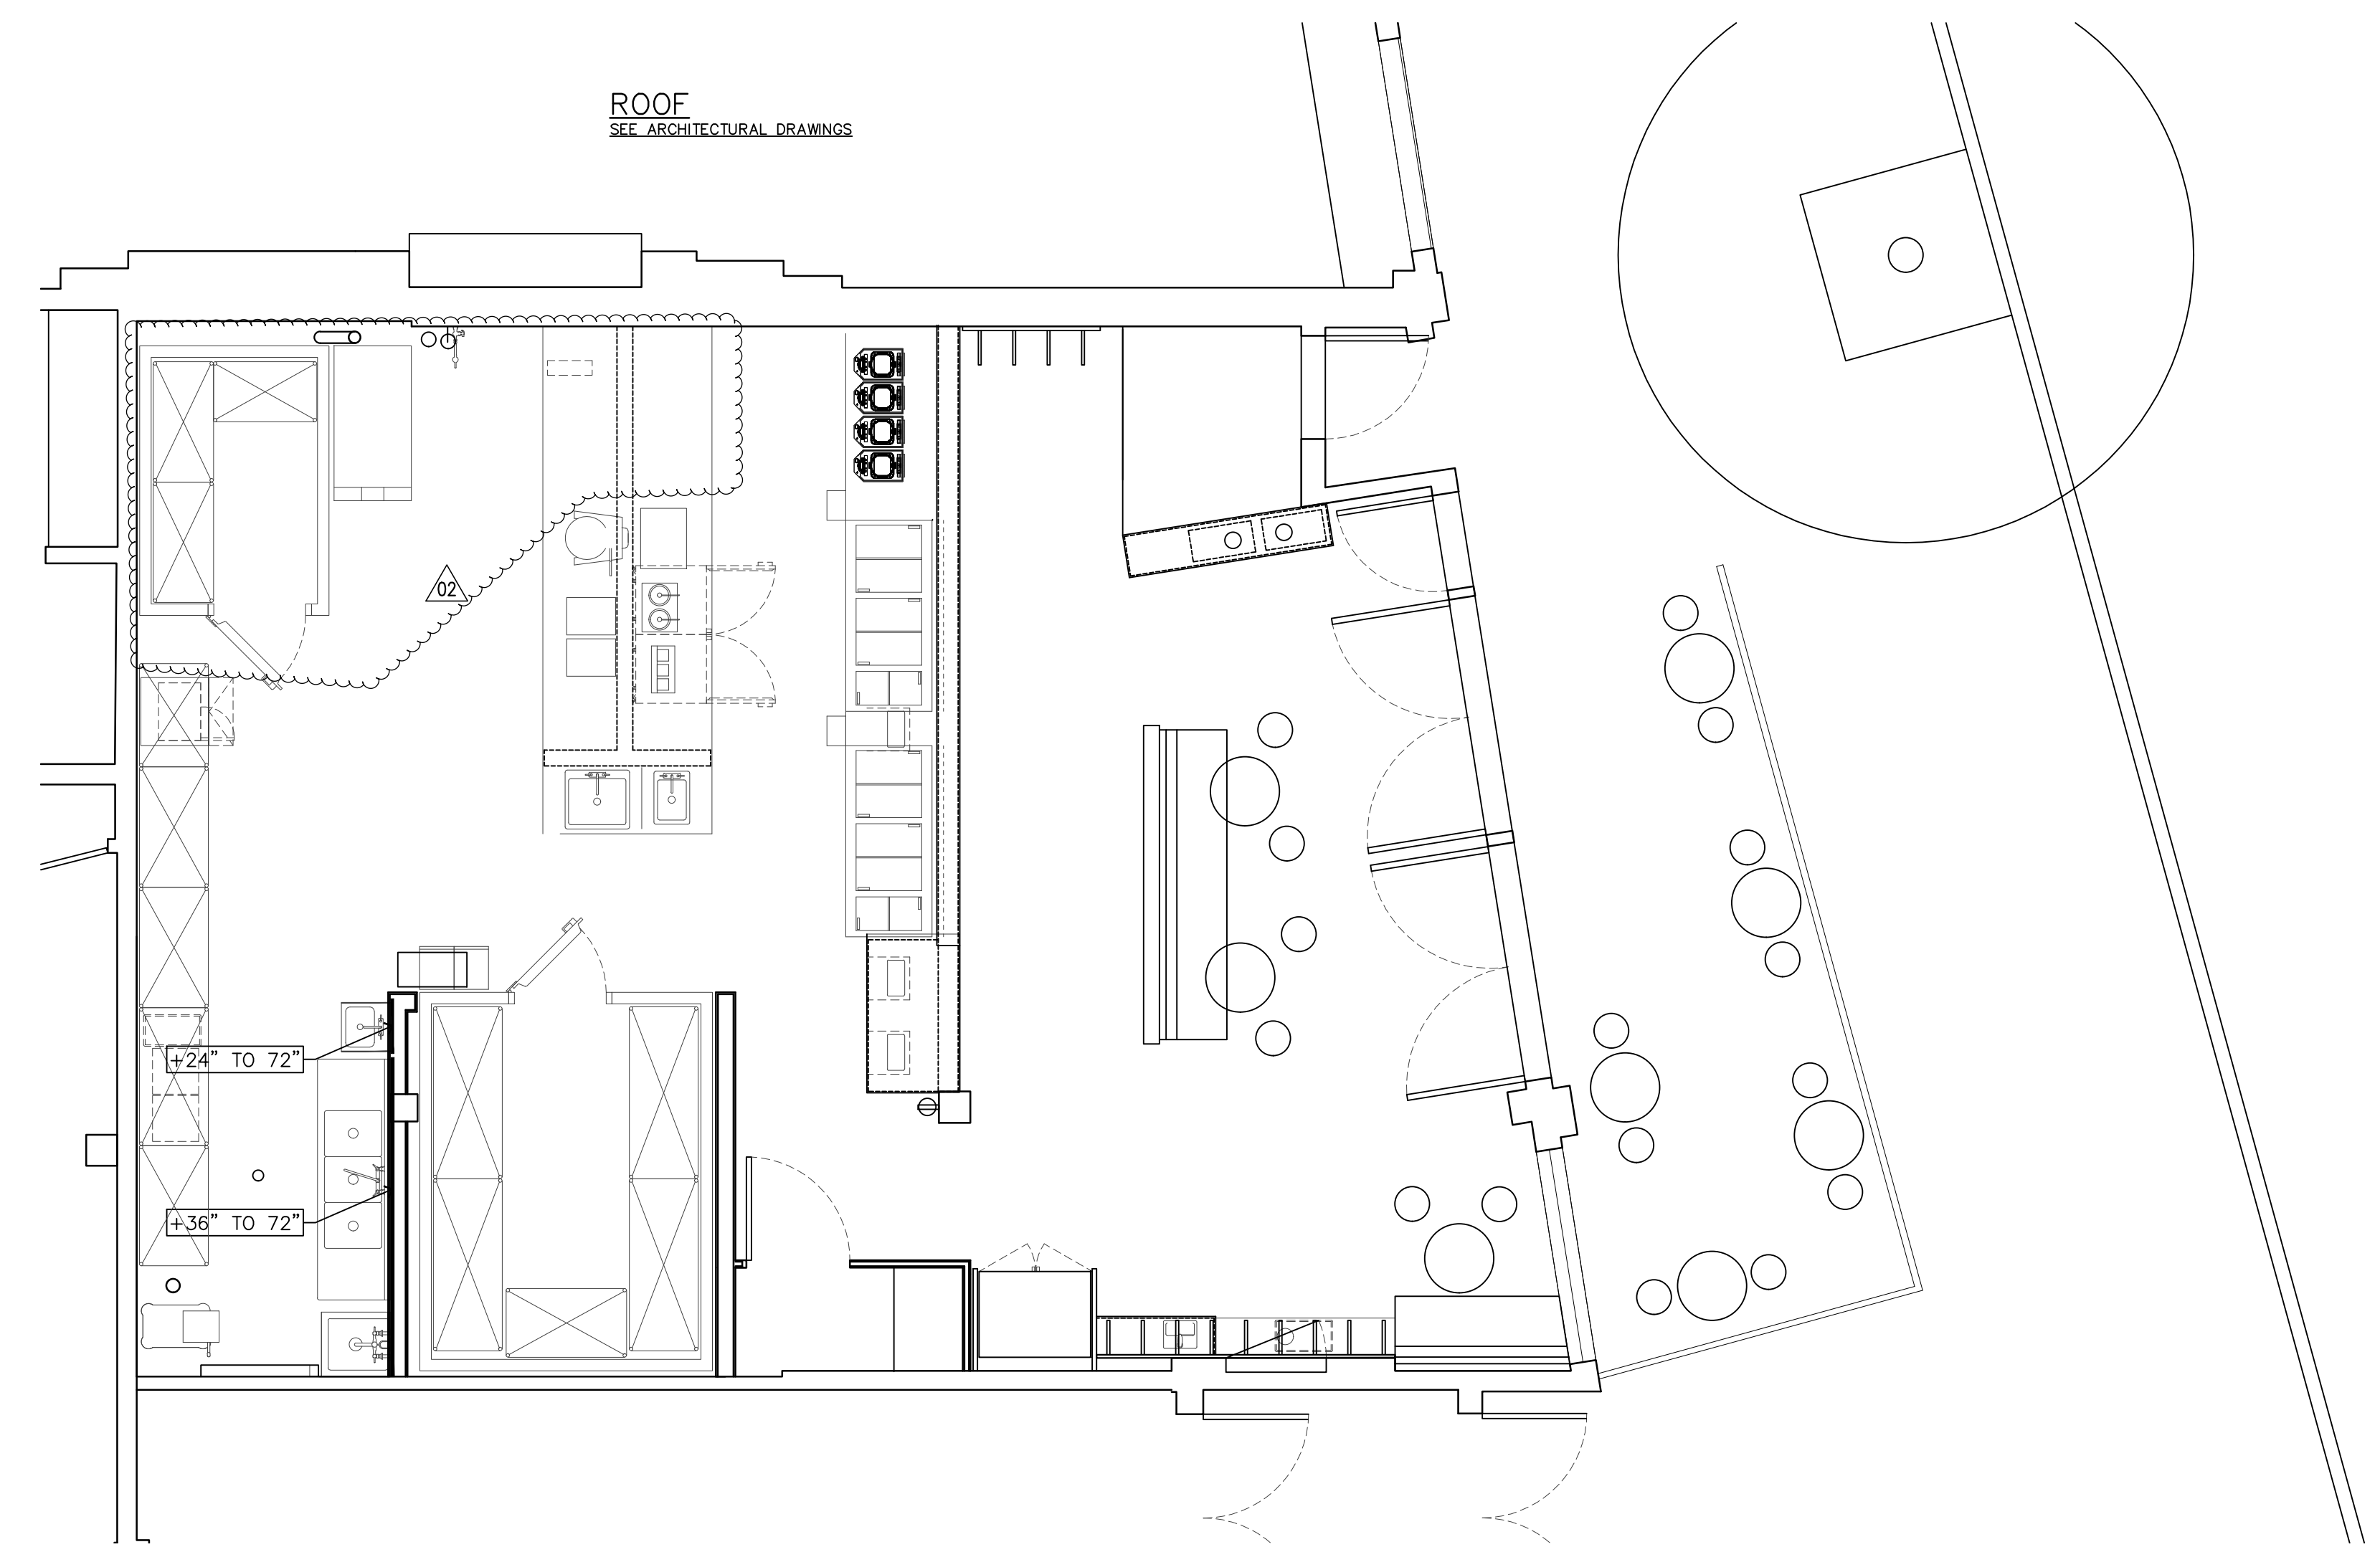 ROOF
SEE ARCHITECTURAL DRAWINGS
02
+24” TO 72”
+36” TO 72”